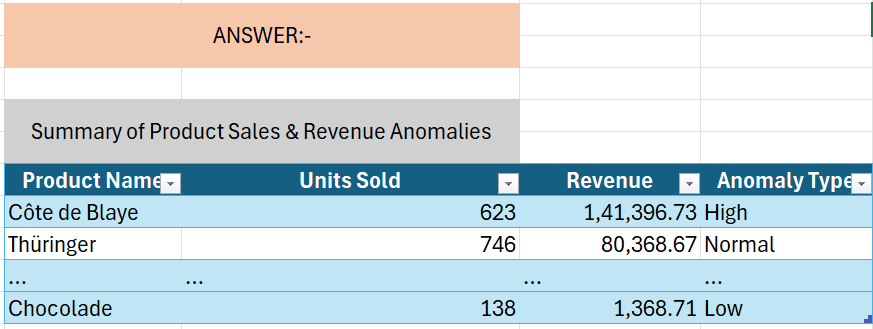 ANSWER:-
Summary of Product Sales & Revenue Anomalies
Product Name Units Sold Revenue Anomaly Type
Côte de Blaye 623 1,41,396.73 High
Thüringer 746 80,368.67 Normal
... ... ... ...
Chocolade 138 1,368.71 Low